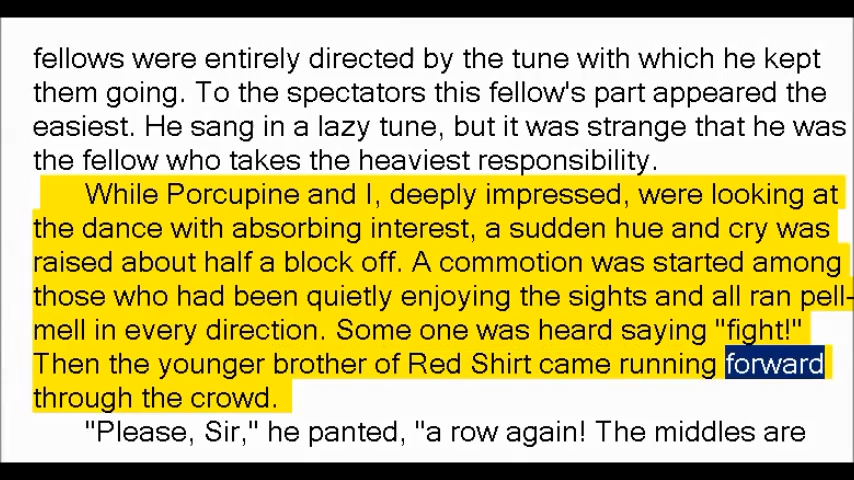 fellows were entirely directed by the tune with which he kept
them going. To the spectators this fellow's part appeared the
easiest. He sang in a lazy tune, but it was strange that he was
the fellow who takes the heaviest responsibility.
While Porcupine and I, deeply impressed, were looking at
the dance with absorbing interest, a sudden hue and cry was
raised about half a block off. A commotion was started among
those who had been quietly enjoying the sights and all ran pell-
mell in every direction. Some one was heard saying "fight!"
Then the younger brother of Red Shirt came running forward
through the crowd.
"Please, Sir," he panted, "a row again! The middles are